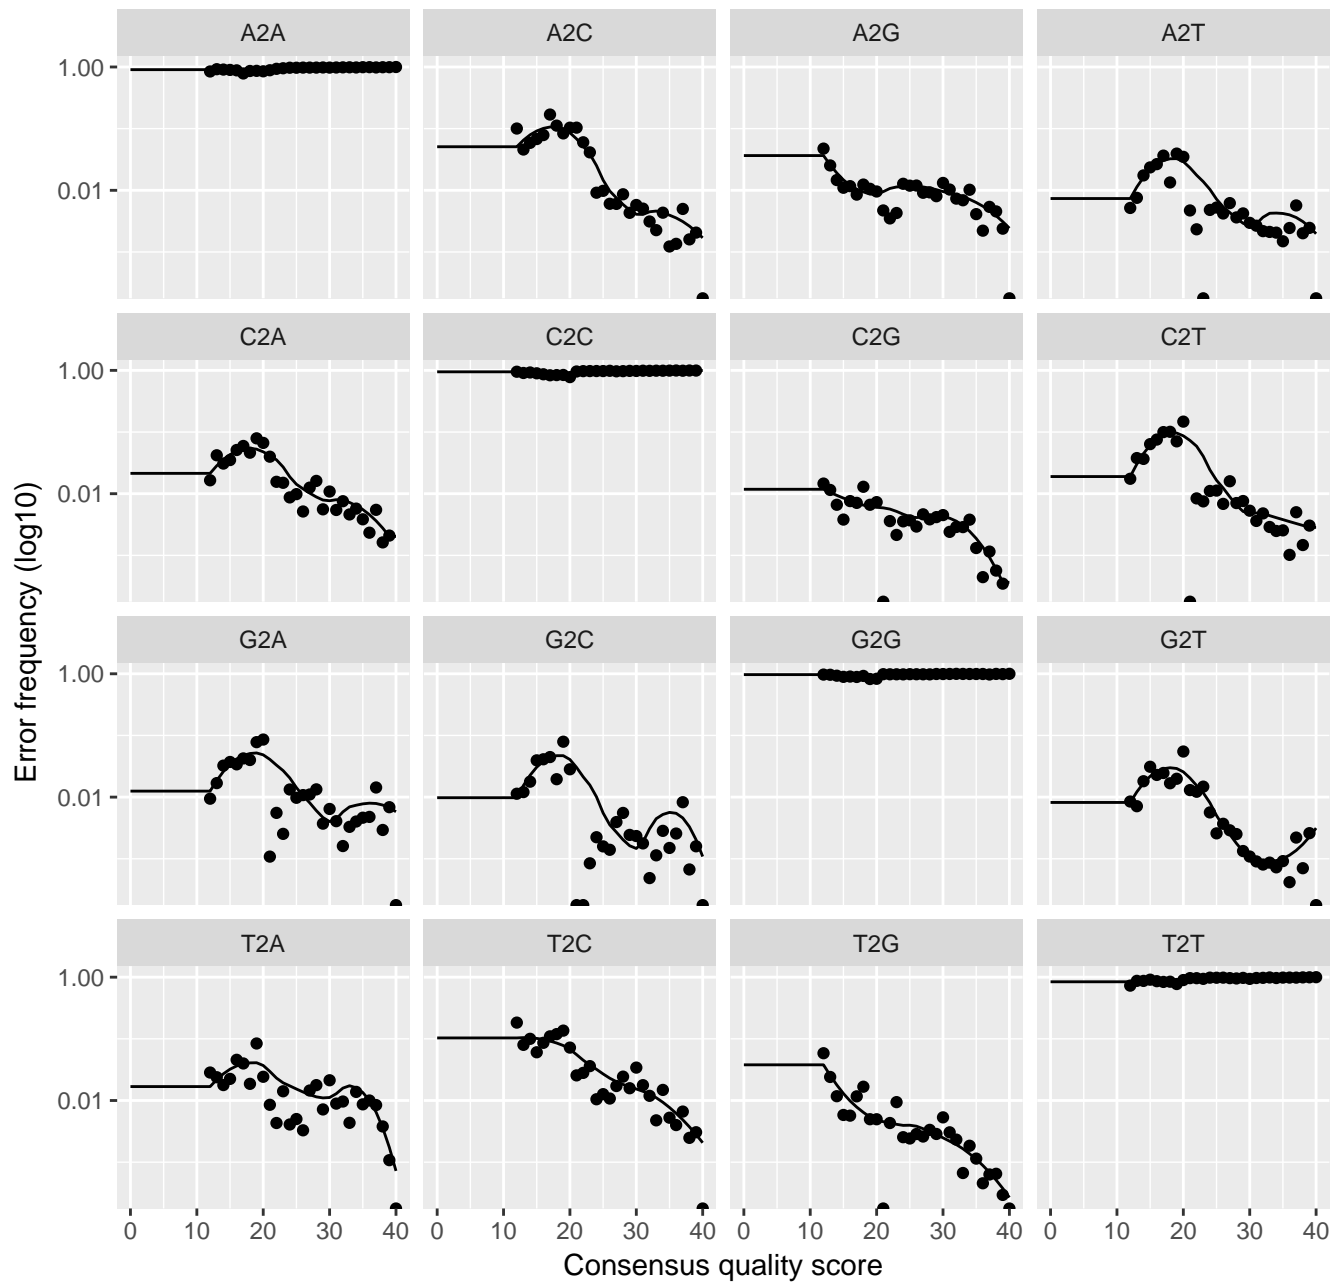 A2A A2C A2G A2T
1.00
0.01
C2A C2C C2G C2T
1.00
0.01
G2A G2C G2G G2T
1.00
0.01
T2A T2C T2G T2T
1.00
0.01
0 10 20 30 40 0 10 20 30 40 0 10 20 30 40 0 10 20 30 40
Consensus quality score
Error frequency (log10)